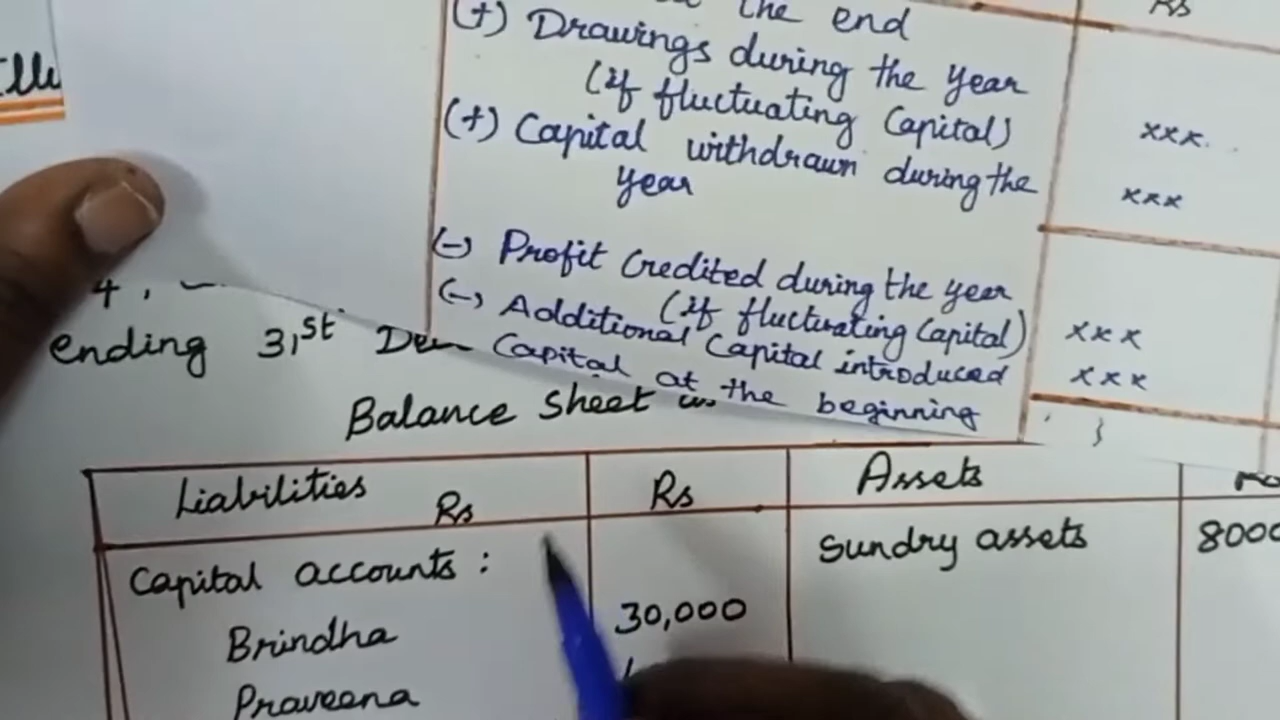 the end
Rs
(+) Drawings during the year
(if fluctuating Capital)
xxx
(+) Capital withdrawn during the
year
xxx
(-) Profit Credited during the year
(if fluctuating Capital)
xxx
(-) Additional Capital introduced
xxx
Capital at the beginning
ending 31st
Balance Sheet
Liabilities Rs
Rs
Assets
Capital accounts :
Sundry assets
8000
Brindha
30,000
Praveena